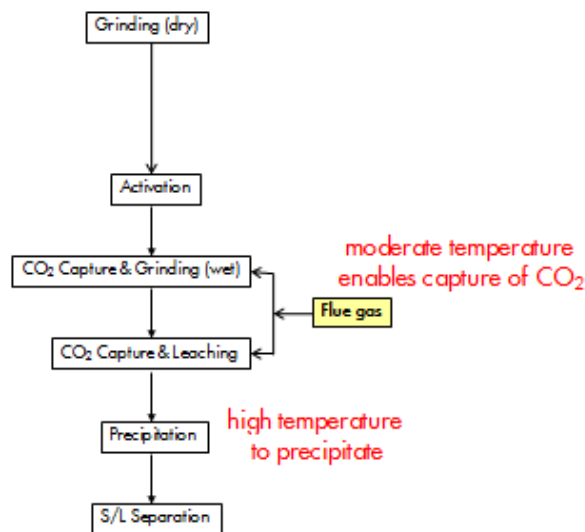 Grinding (dry)
Activation
CO₂ Capture & Grinding (wet)
moderate temperature
enables capture of CO₂
Flue gas
CO₂ Capture & Leaching
high temperature
to precipitate
Precipitation
S/L Separation